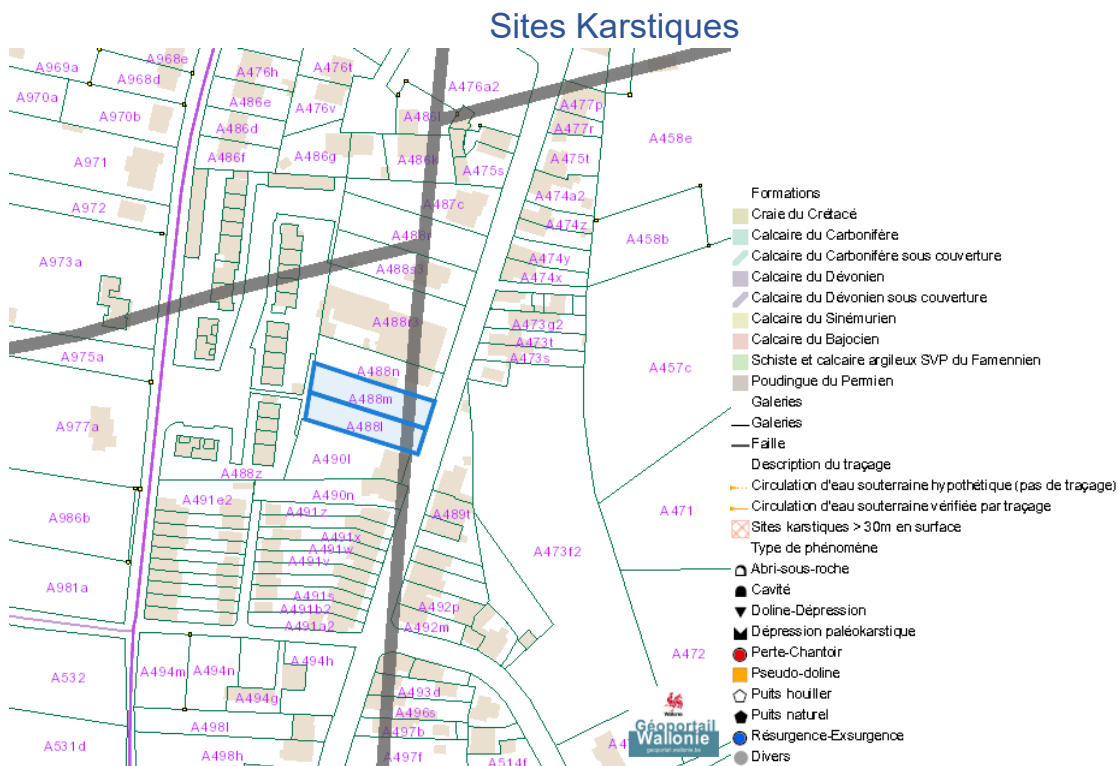 Sites Karstiques
A969a
A968e
A968d
A970a
A970b
A476h
A476t
A486e
A476v
A486d
A486f
A486g
A476a2
A486l
A486k
A475s
A477p
A477r
A475t
A458e
A971
A972
A973a
A487c
A474a2
A474z
A458b
A474y
A474x
A975a
A473g2
A473t
A473s
A457c
A488n
A488m
A488l
A977a
A490l
A488z
A491e2
A490n
A491z
A491x
A491w
A491v
A491s
A491b2
A491a2
A489t
A471
A473f2
A986b
A981a
A492p
A492m
A472
A532
A494m
A494n
A494h
A494g
A493d
A496s
A498l
A497b
A531d
A498h
A497f
A514f
Formations
Craie du Crétacé
Calcaire du Carbonifère
Calcaire du Carbonifère sous couverture
Calcaire du Dévonien
Calcaire du Dévonien sous couverture
Calcaire du Sinémurien
Calcaire du Bajocien
Schiste et calcaire argileux SVP du Famennien
Poudingue du Permien
Galeries
Galeries
Faille
Description du traçage
Circulation d'eau souterraine hypothétique (pas de traçage)
Circulation d'eau souterraine vérifiée par traçage
Sites karstiques > 30m en surface
Type de phénomène
Abri-sous-roche
Cavité
Doline-Dépression
Dépression paléokarstique
Perte-Chantoir
Pseudo-doline
Puits houiller
Puits naturel
Résurgence-Exsurgence
Divers
Wallonie
Géoportail
Wallonie
geoportail.wallonie.be